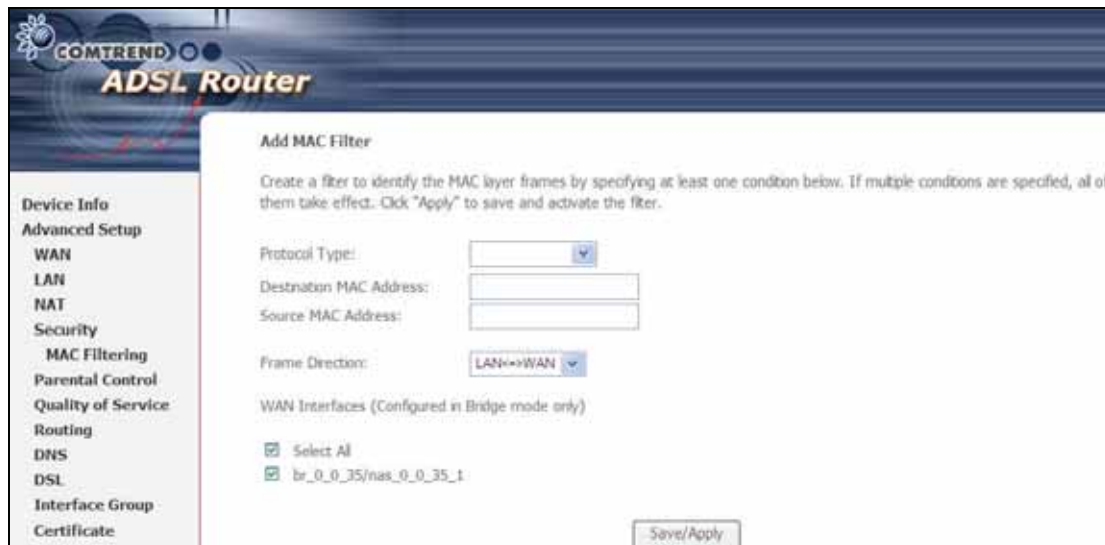 COMTREND
ADSL Router
Device Info
Advanced Setup
WAN
LAN
NAT
Security
MAC Filtering
Parental Control
Quality of Service
Routing
DNS
DSL
Interface Group
Certificate
Add MAC Filter
Create a filter to identify the MAC layer frames by specifying at least one condition below. If multiple conditions are specified, all of
them take effect. Click "Apply" to save and activate the filter.
Protocol Type:
Destination MAC Address:
Source MAC Address:
Frame Direction: LAN<=>WAN
WAN Interfaces (Configured in Bridge mode only)
Select All
br_0_0_35/nas_0_0_35_1
Save/Apply